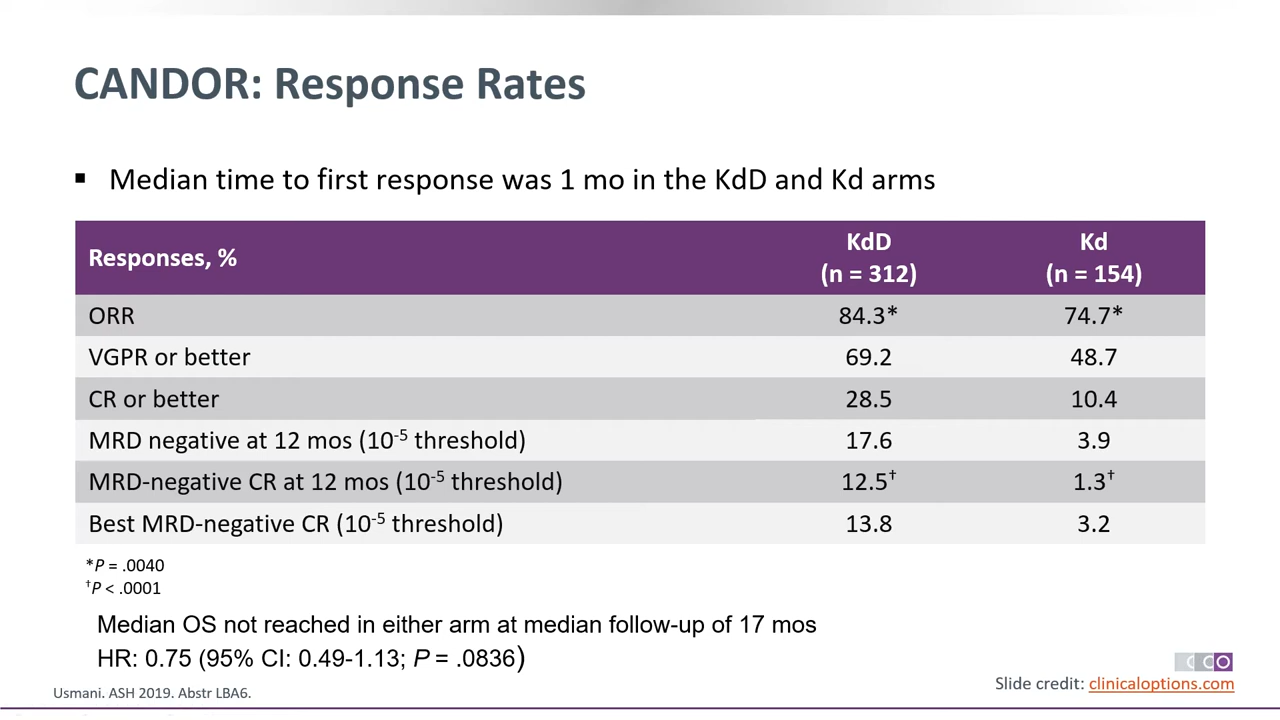 CANDOR: Response Rates
▪ Median time to first response was 1 mo in the KdD and Kd arms
Responses, % KdD (n = 312) Kd (n = 154)
ORR 84.3* 74.7*
VGPR or better 69.2 48.7
CR or better 28.5 10.4
MRD negative at 12 mos (10⁻⁵ threshold) 17.6 3.9
MRD-negative CR at 12 mos (10⁻⁵ threshold) 12.5† 1.3†
Best MRD-negative CR (10⁻⁵ threshold) 13.8 3.2
*P = .0040
†P < .0001
Median OS not reached in either arm at median follow-up of 17 mos
HR: 0.75 (95% CI: 0.49-1.13; P = .0836)
CCO
Usmani. ASH 2019. Abstr LBA6.
Slide credit: clinicaloptions.com